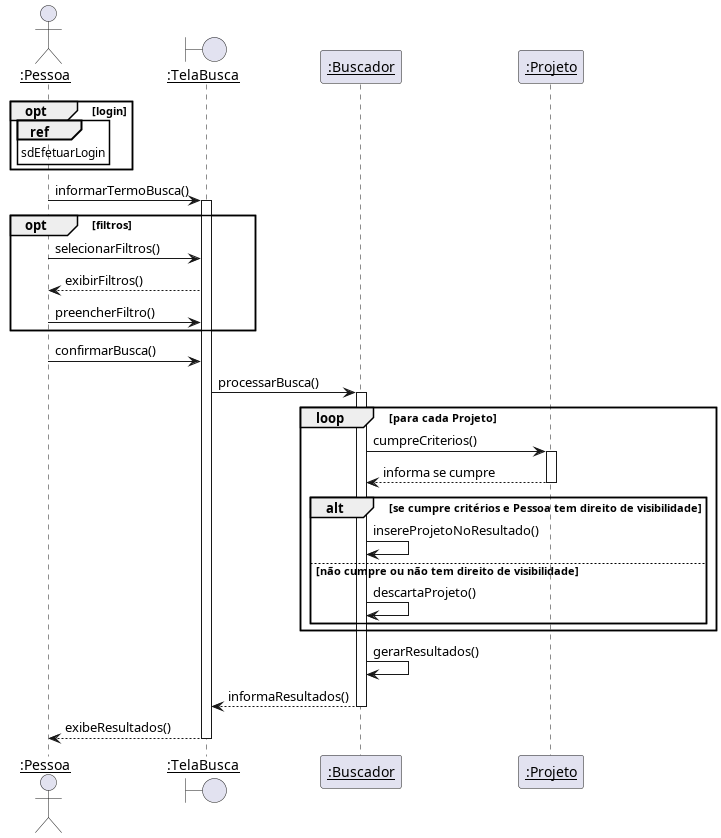 :Pessoa
:TelaBusca
:Buscador
:Projeto
opt [login]
ref
sdEfetuarLogin
informarTermoBusca()
opt [filtros]
selecionarFiltros()
exibirFiltros()
preencherFiltro()
confirmarBusca()
processarBusca()
loop [para cada Projeto]
cumpreCriterios()
informa se cumpre
alt [se cumpre critérios e Pessoa tem direito de visibilidade]
insereProjetoNoResultado()
[não cumpre ou não tem direito de visibilidade]
descartaProjeto()
gerarResultados()
informaResultados()
exibeResultados()
:Pessoa
:TelaBusca
:Buscador
:Projeto